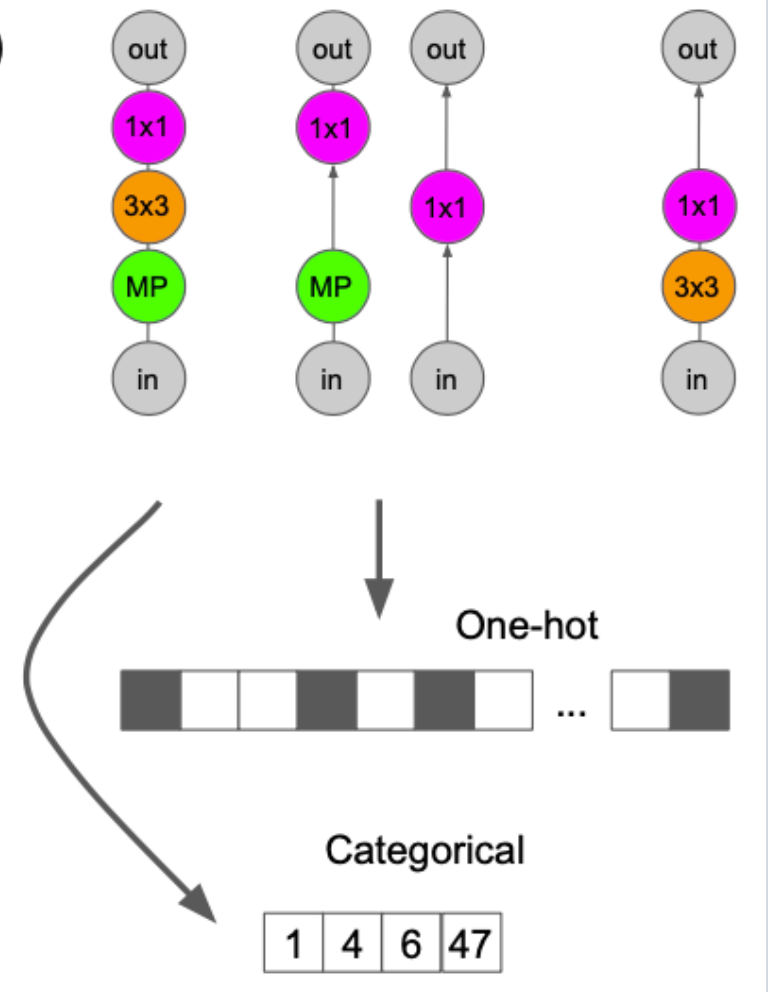 out out out out
1x1 1x1
3x3 1x1 1x1
MP MP 3x3
in in in in
One-hot
...
Categorical
1 4 6 47